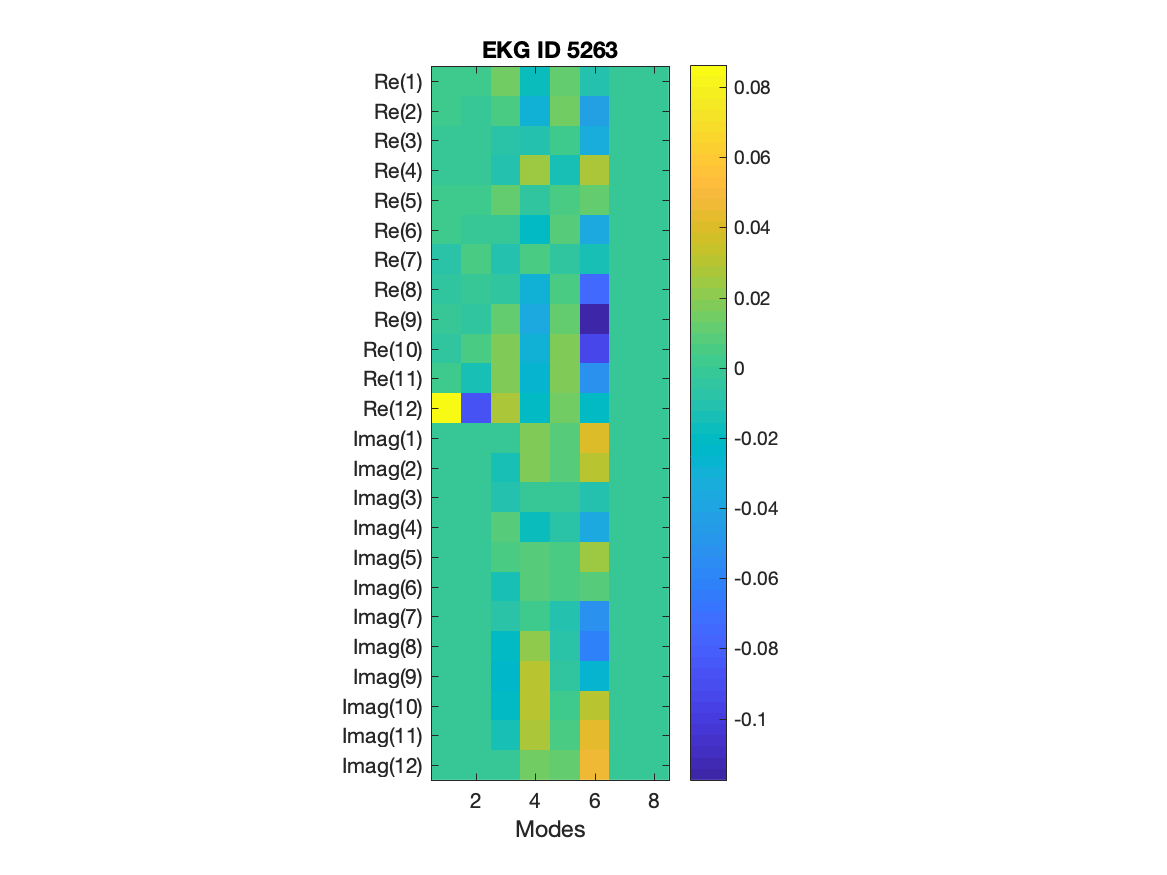 EKG ID 5263
Re(1)
Re(2)
Re(3)
Re(4)
Re(5)
Re(6)
Re(7)
Re(8)
Re(9)
Re(10)
Re(11)
Re(12)
Imag(1)
Imag(2)
Imag(3)
Imag(4)
Imag(5)
Imag(6)
Imag(7)
Imag(8)
Imag(9)
Imag(10)
Imag(11)
Imag(12)
2 4 6 8
Modes
0.08
0.06
0.04
0.02
0
-0.02
-0.04
-0.06
-0.08
-0.1